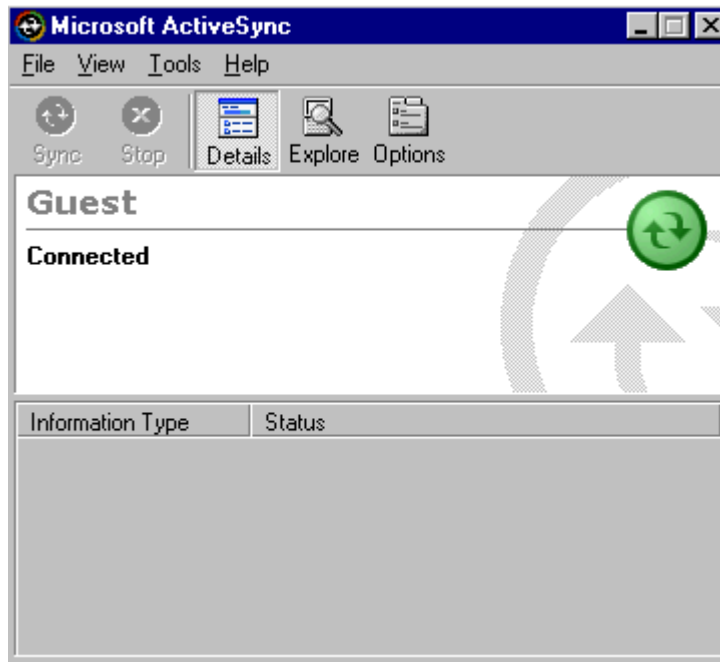 Microsoft ActiveSync
File View Tools Help
Sync Stop Details Explore Options
Guest
Connected
Information Type Status